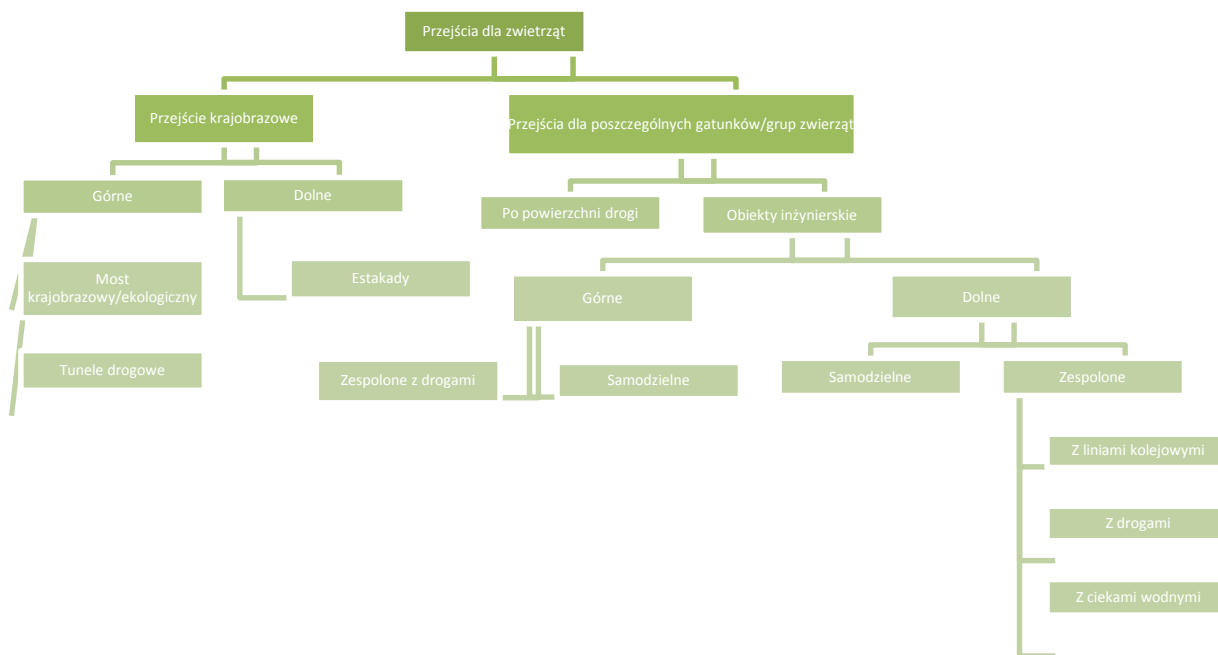 Przejścia dla zwietrząt
Przejście krajobrazowe
Przejścia dla poszczególnych gatunków/grup zwierząt
Górne
Dolne
Po powierzchni drogi
Obiekty inżynierskie
Most
krajobrazowy/ekologiczny
Estakady
Górne
Dolne
Tunele drogowe
Zespolone z drogami
Samodzielne
Samodzielne
Zespolone
Z liniami kolejowymi
Z drogami
Z ciekami wodnymi